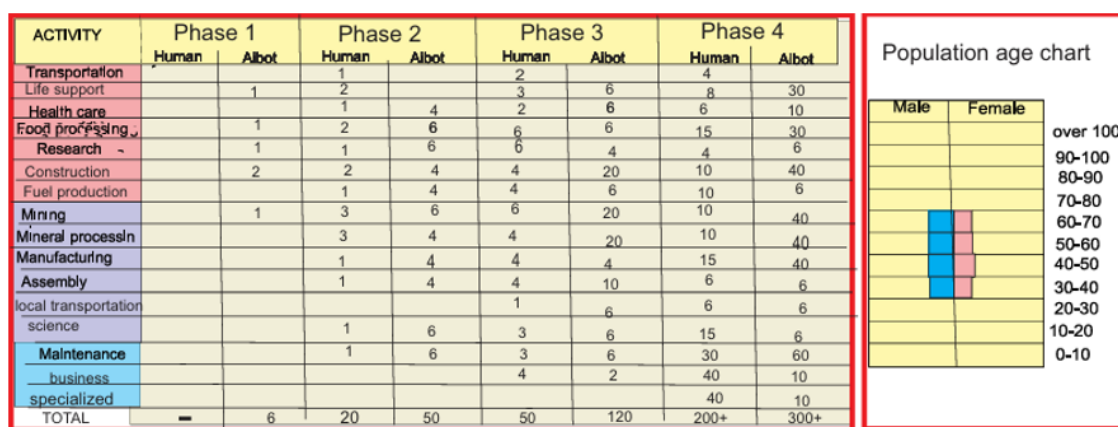 ACTIVITY Phase 1 Phase 2 Phase 3 Phase 4
Human AIbot Human AIbot Human AIbot Human AIbot
Transportation 1 2 4
Life support 1 2 3 6 8 30
Health care 1 4 2 6 6 10
Food processing 1 2 6 6 6 15 30
Research 1 1 6 6 4 4 6
Construction 2 2 4 4 20 10 40
Fuel production 1 4 4 6 10 6
Mining 1 3 6 6 20 10 40
Mineral processin 3 4 4 20 10 40
Manufacturing 1 4 4 4 15 40
Assembly 1 4 4 10 6 6
local transportation 1 6 6 6
science 1 6 3 6 15 6
Maintenance 1 6 3 6 30 60
business 4 2 40 10
specialized 40 10
TOTAL – 6 20 50 50 120 200+ 300+
Population age chart
Male Female
over 100
90-100
80-90
70-80
60-70
50-60
40-50
30-40
20-30
10-20
0-10